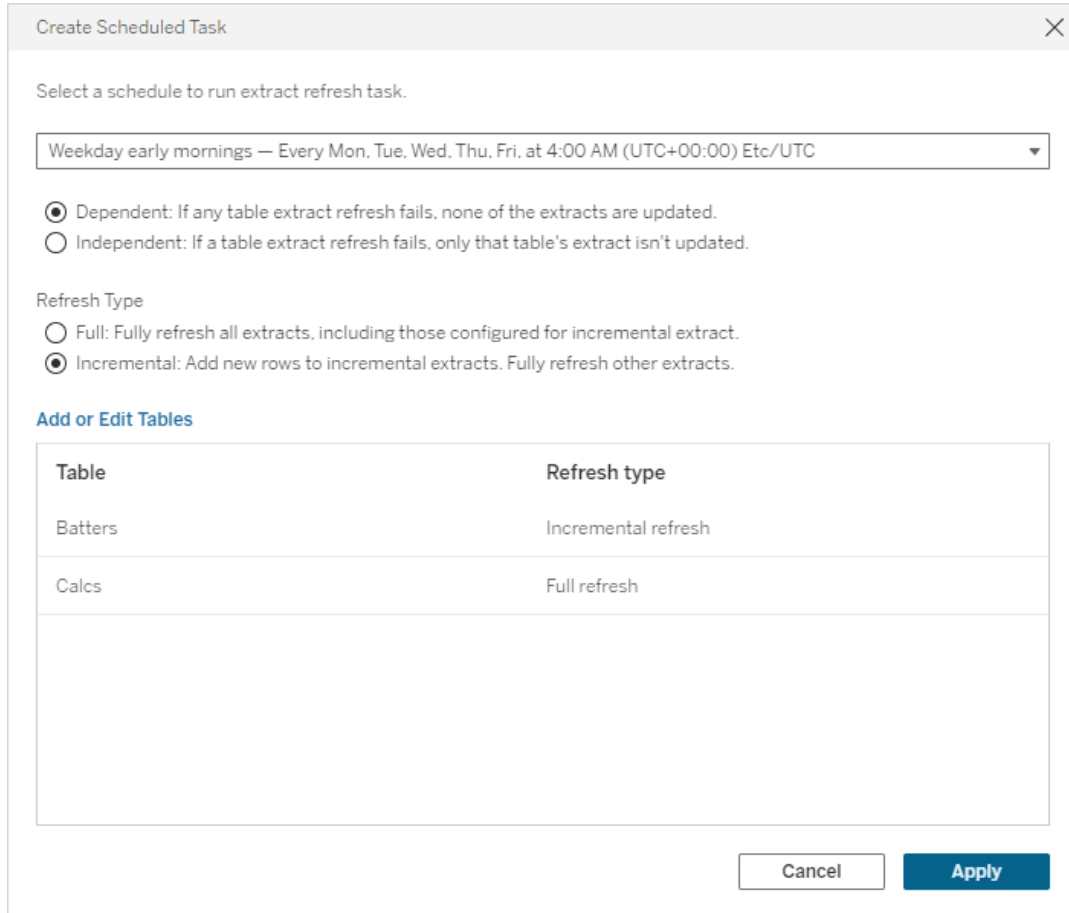 Create Scheduled Task
Select a schedule to run extract refresh task.
Weekday early mornings — Every Mon, Tue, Wed, Thu, Fri, at 4:00 AM (UTC+00:00) Etc/UTC
Dependent: If any table extract refresh fails, none of the extracts are updated.
Independent: If a table extract refresh fails, only that table's extract isn't updated.
Refresh Type
Full: Fully refresh all extracts, including those configured for incremental extract.
Incremental: Add new rows to incremental extracts. Fully refresh other extracts.
Add or Edit Tables
Table Refresh type
Batters Incremental refresh
Calcs Full refresh
Cancel Apply